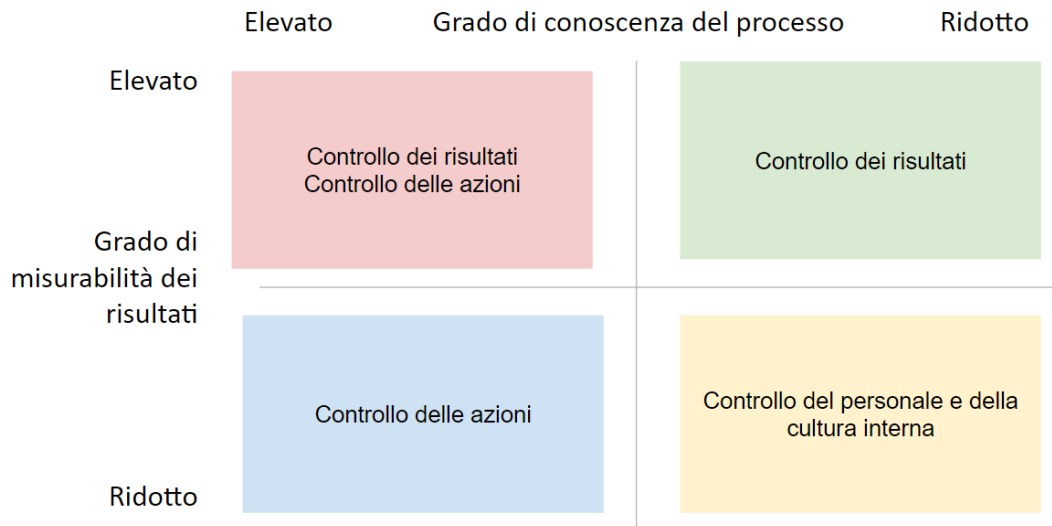 Elevato Grado di conoscenza del processo Ridotto
Elevato
Controllo dei risultati
Controllo delle azioni
Controllo dei risultati
Grado di
misurabilità dei
risultati
Controllo delle azioni
Controllo del personale e della
cultura interna
Ridotto